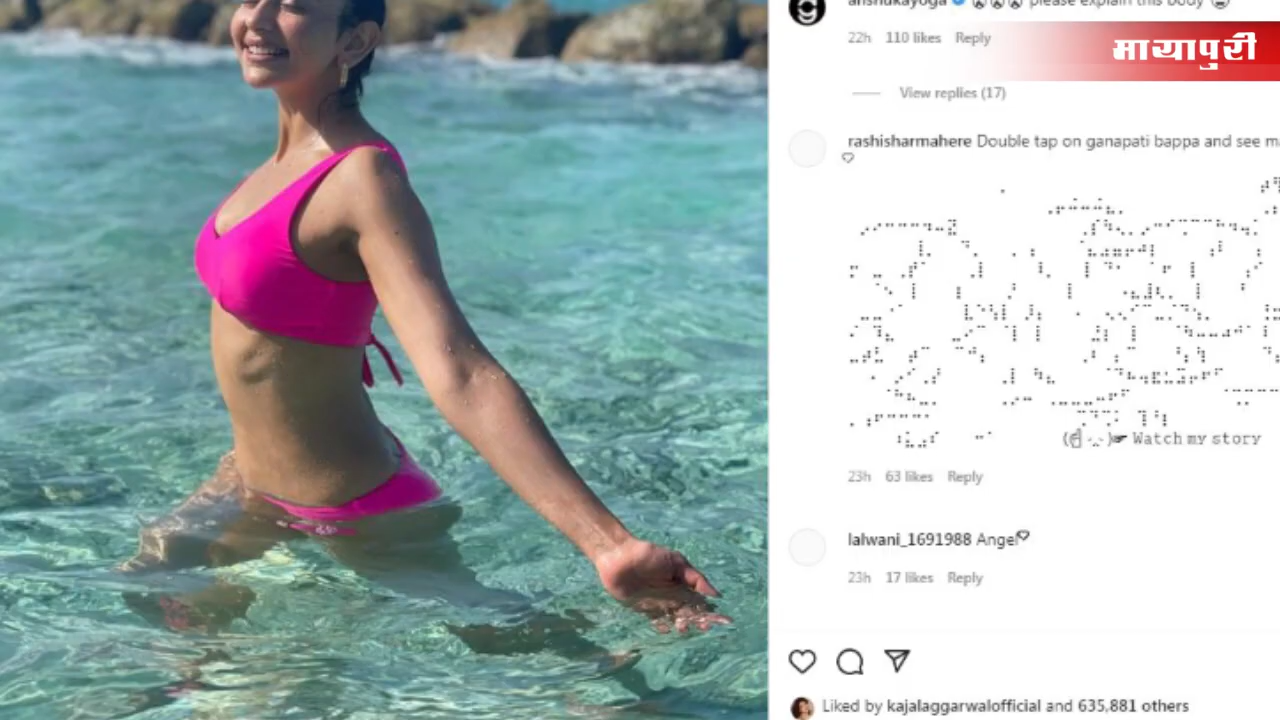 anshukayoga please explain this body
मायापुरी
22h 110 likes Reply
View replies (17)
rashisharmahere Double tap on ganapati bappa and see
Watch my story
23h 63 likes Reply
lalwani_1691988 Angel
23h 17 likes Reply
Liked by kajalaggarwalofficial and 635,881 others